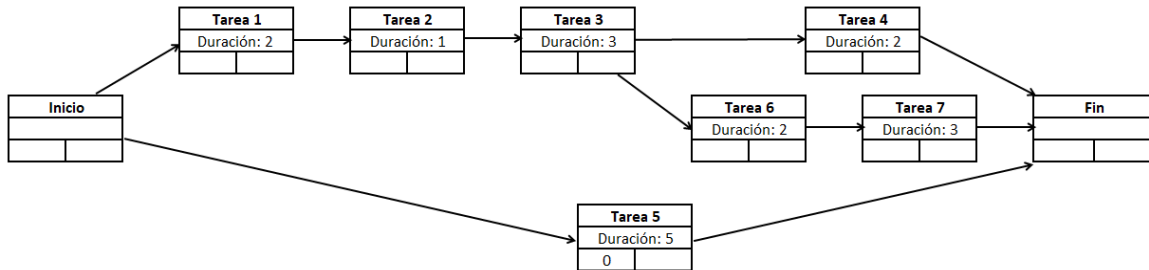 Tarea 1
Duración: 2
Tarea 2
Duración: 1
Tarea 3
Duración: 3
Tarea 4
Duración: 2
Inicio
Tarea 6
Duración: 2
Tarea 7
Duración: 3
Fin
Tarea 5
Duración: 5
0